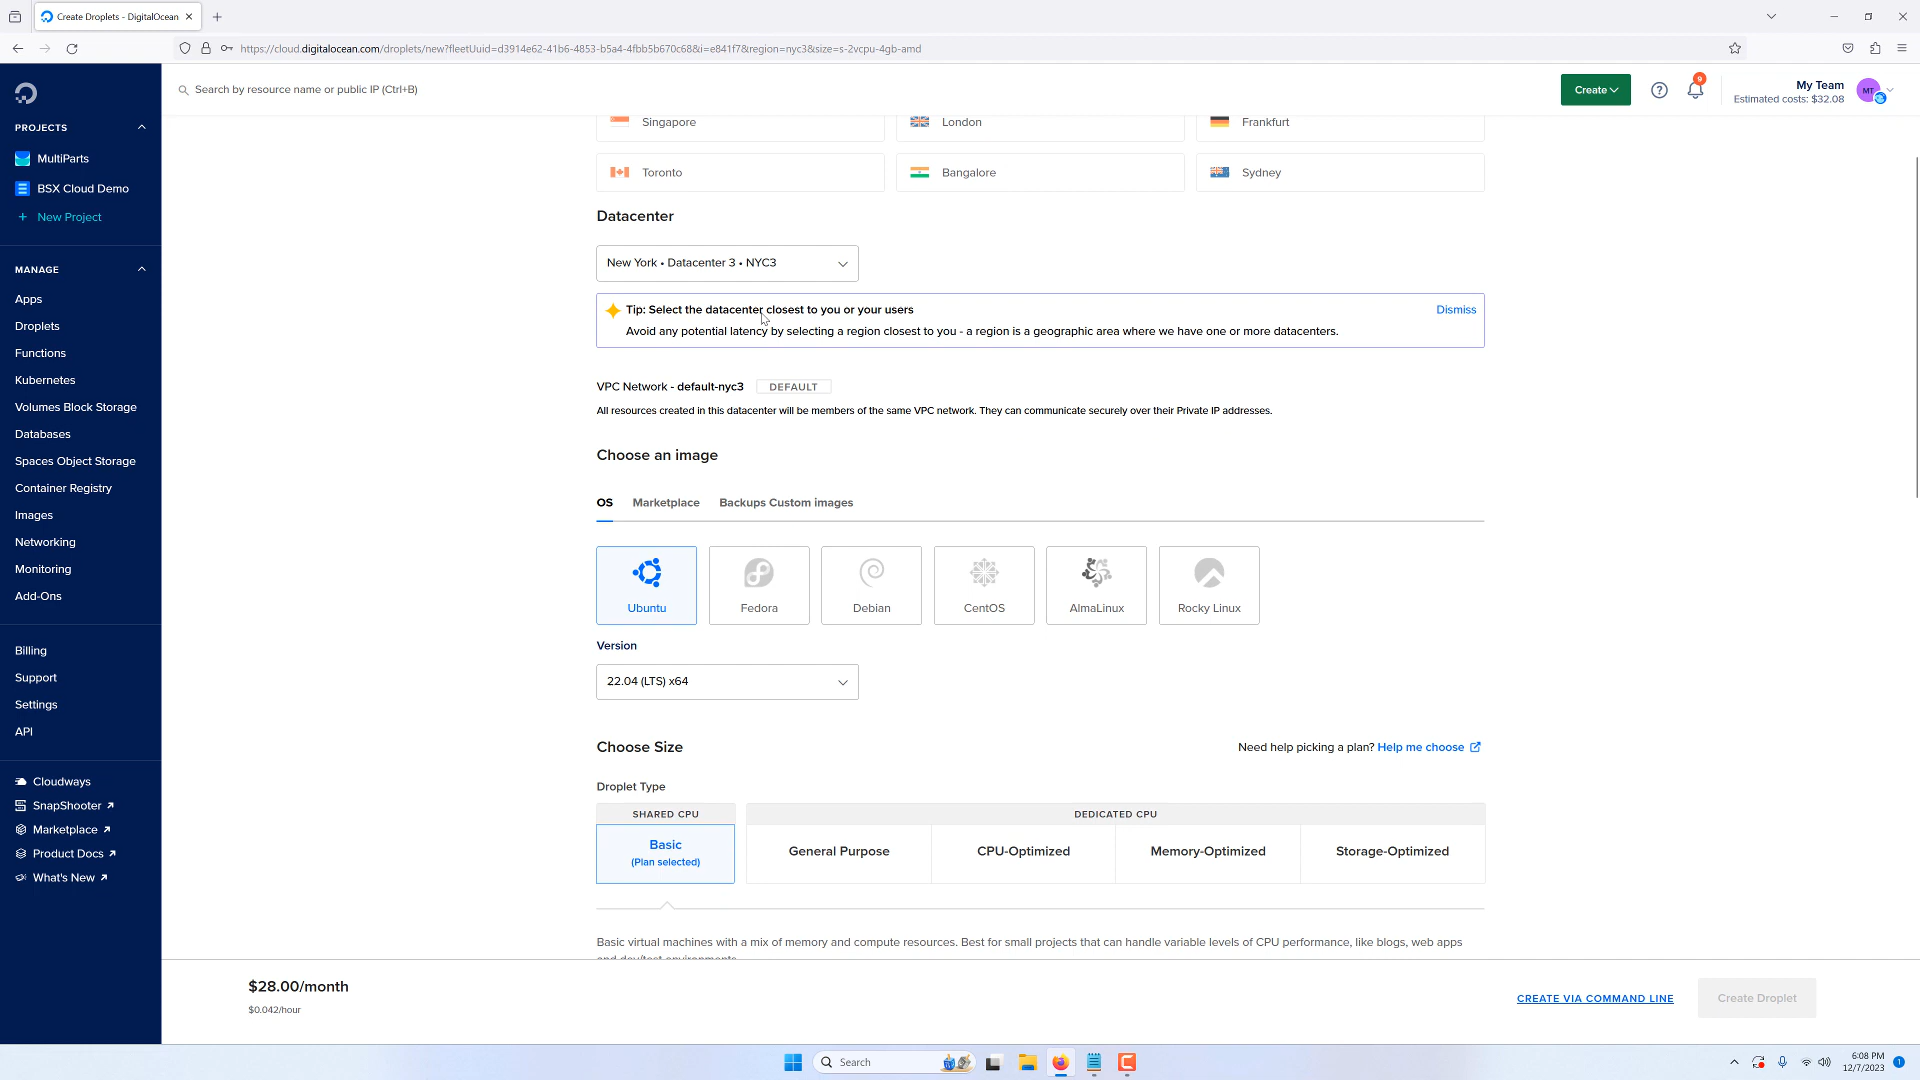 Create Droplets - DigitalOcean
https://cloud.digitalocean.com/droplets/new?fleetUuid=d3914e62-41b6-4853-b5a4-4fbb5b670c68&i=e841f7&region=nyc3&size=s-2vcpu-4gb-amd
Search by resource name or public IP (Ctrl+B)
Create
9
My Team
Estimated costs: $32.08
MT
PROJECTS
MultiParts
BSX Cloud Demo
+ New Project
MANAGE
Apps
Droplets
Functions
Kubernetes
Volumes Block Storage
Databases
Spaces Object Storage
Container Registry
Images
Networking
Monitoring
Add-Ons
Billing
Support
Settings
API
Cloudways
SnapShooter
Marketplace
Product Docs
What's New
Singapore
London
Frankfurt
Toronto
Bangalore
Sydney
Datacenter
New York • Datacenter 3 • NYC3
Tip: Select the datacenter closest to you or your users
Dismiss
Avoid any potential latency by selecting a region closest to you - a region is a geographic area where we have one or more datacenters.
VPC Network - default-nyc3 DEFAULT
All resources created in this datacenter will be members of the same VPC network. They can communicate securely over their Private IP addresses.
Choose an image
OS Marketplace Backups Custom images
Ubuntu
Fedora
Debian
CentOS
AlmaLinux
Rocky Linux
Version
22.04 (LTS) x64
Choose Size
Need help picking a plan? Help me choose
Droplet Type
SHARED CPU
DEDICATED CPU
Basic
(Plan selected)
General Purpose
CPU-Optimized
Memory-Optimized
Storage-Optimized
Basic virtual machines with a mix of memory and compute resources. Best for small projects that can handle variable levels of CPU performance, like blogs, web apps
and dev/test environments.
$28.00/month
$0.042/hour
CREATE VIA COMMAND LINE
Create Droplet
Search
6:08 PM
12/7/2023
1